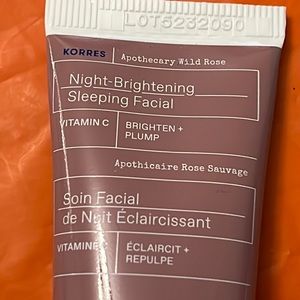 LOT5232090
KORRES
Apothecary Wild Rose
Night-Brightening
Sleeping Facial
VITAMIN C
BRIGHTEN +
PLUMP
Apothicaire Rose Sauvage
Soin Facial
de Nuit Éclaircissant
VITAMINE C
ÉCLAIRCIT +
REPULPE